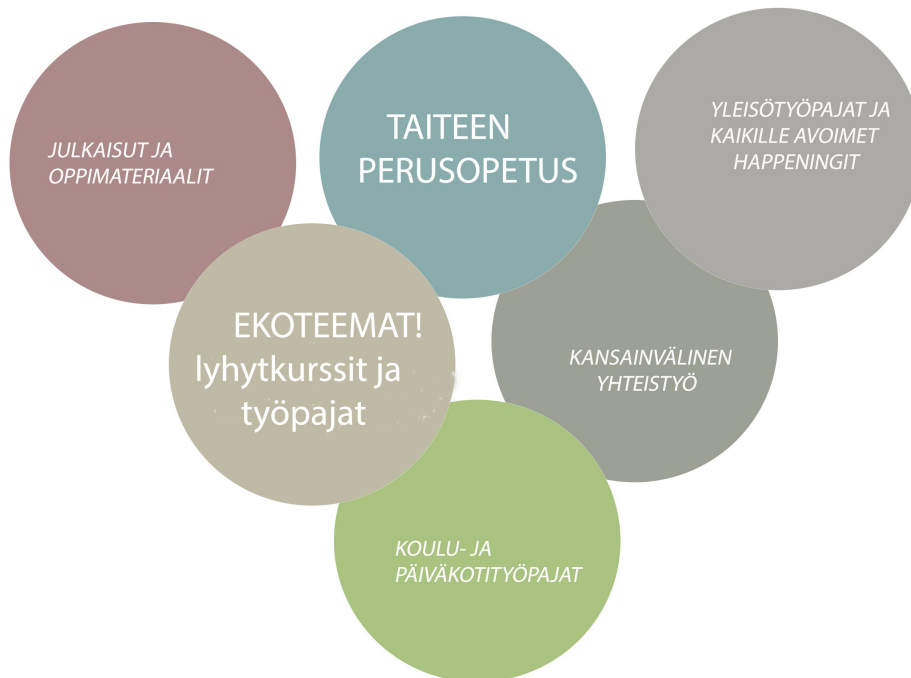 JULKAISUT JA
OPPIMATERIAALIT
TAITEEN
PERUSOPETUS
YLEISÖTYÖPAJAT JA
KAIKILLE AVOIMET
HAPPENINGIT
EKOTEEMAT!
lyhytkurssit ja
työpajat
KANSAINVÄLINEN
YHTEISTYÖ
KOULU- JA
PÄIVÄKOTITYÖPAJAT